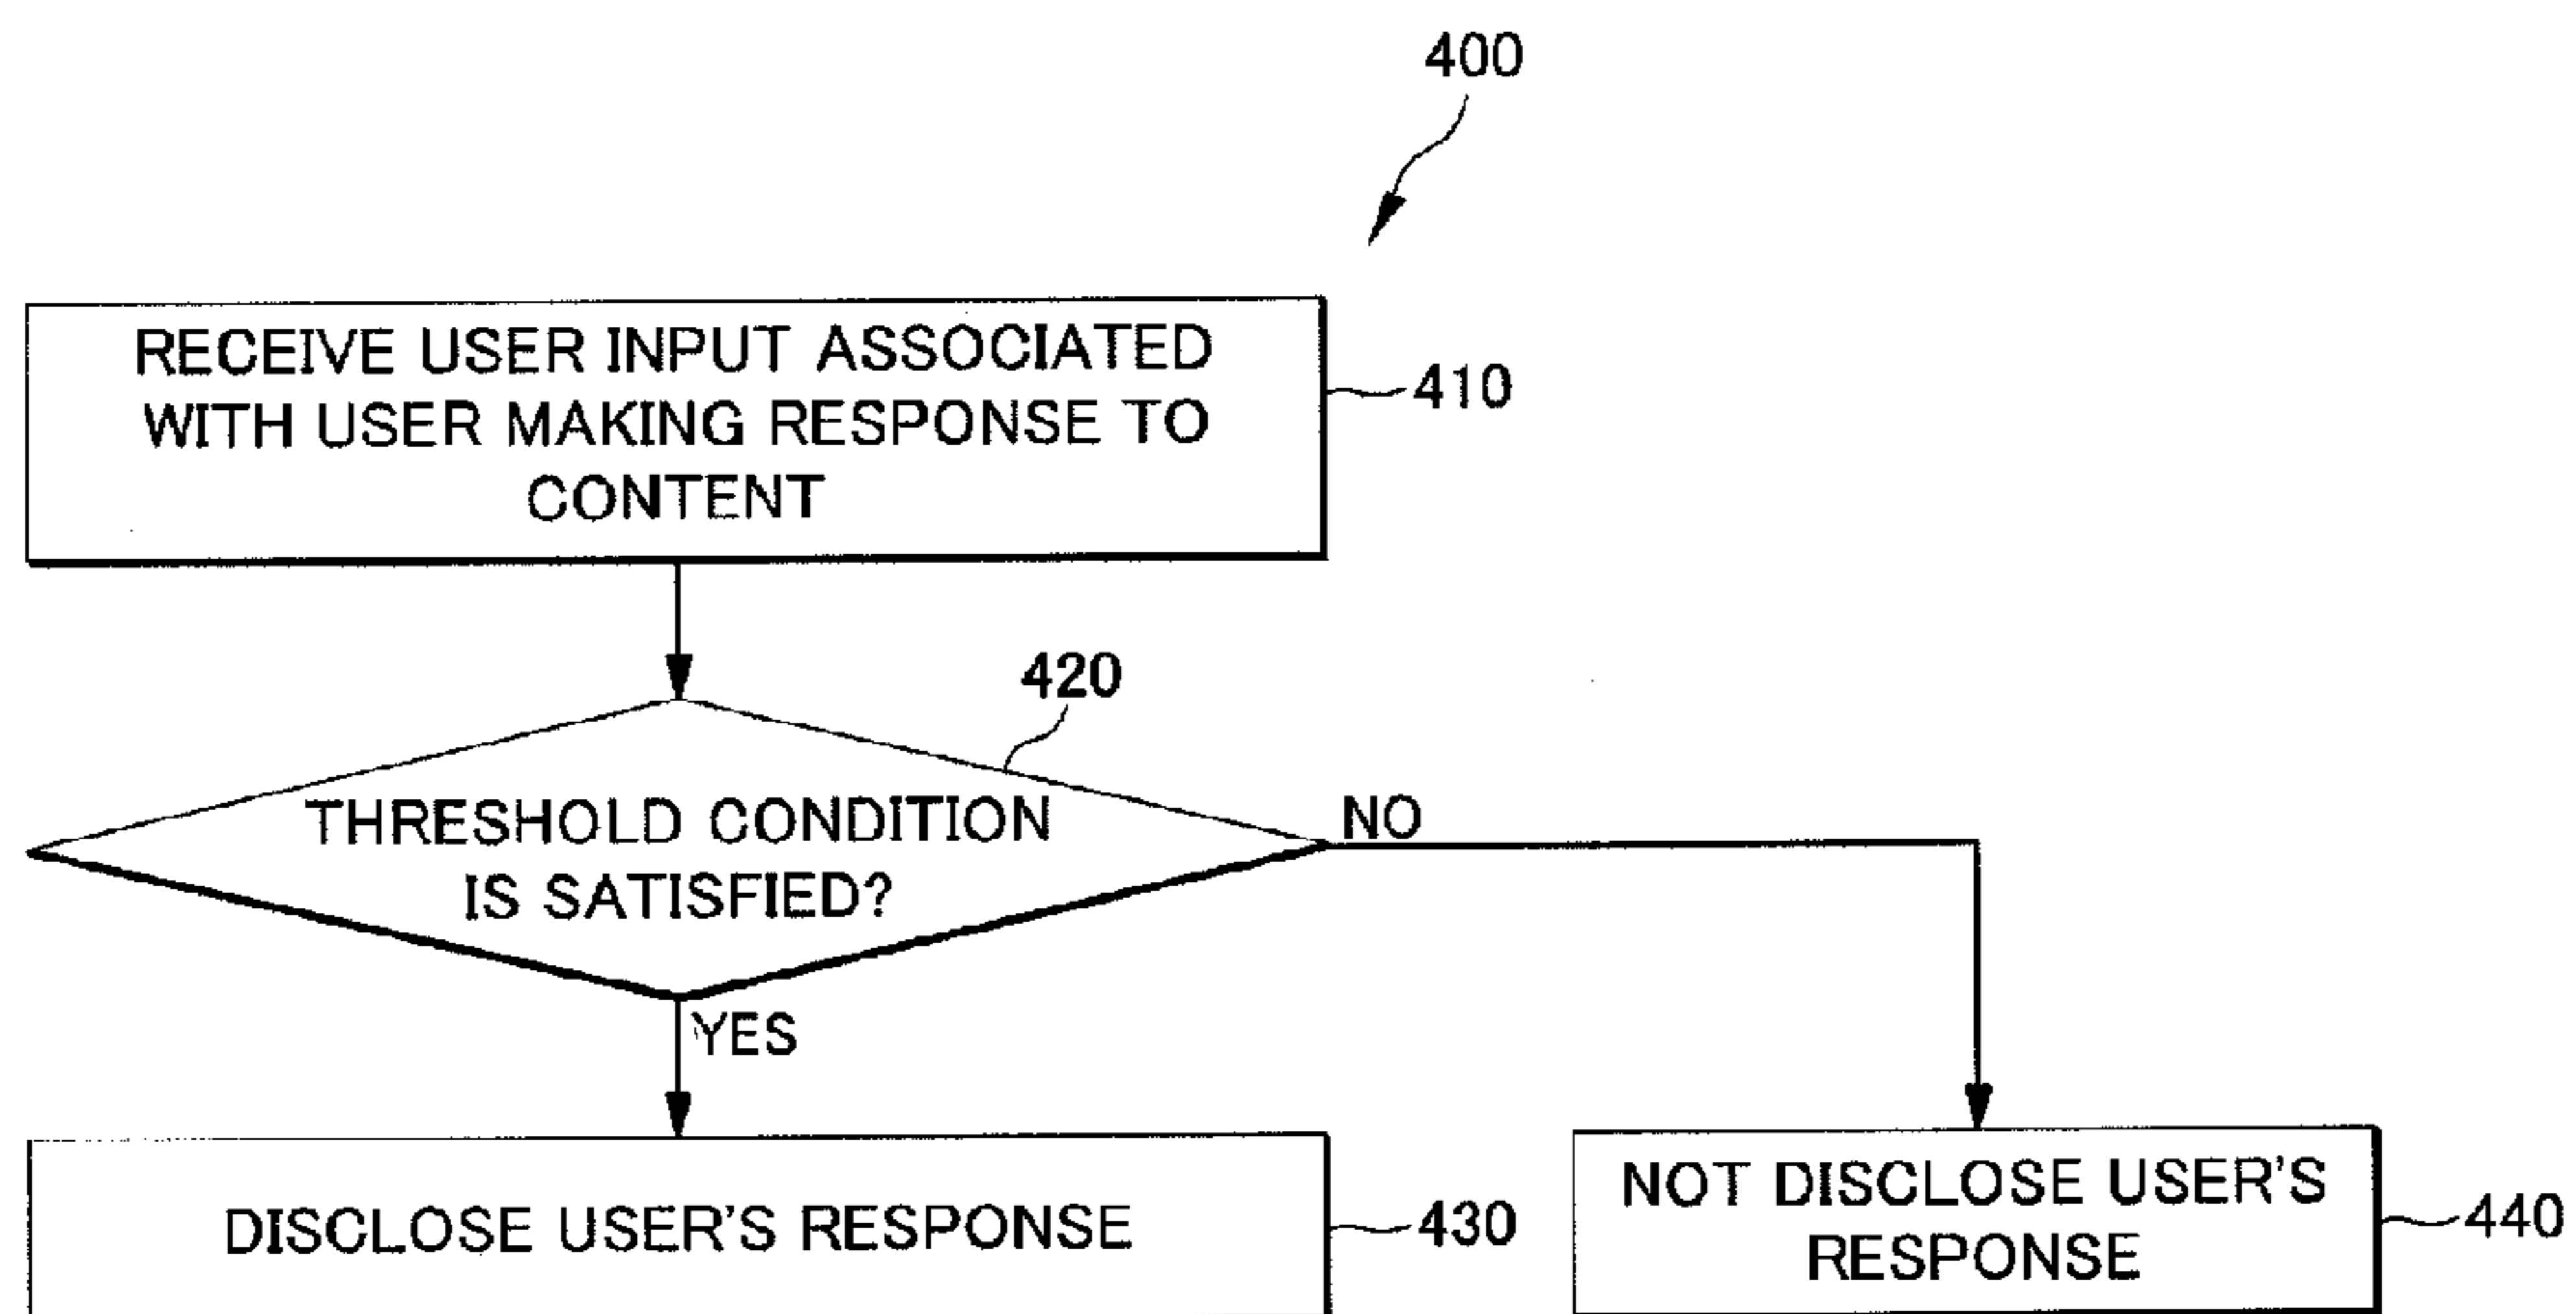 400
RECEIVE USER INPUT ASSOCIATED
WITH USER MAKING RESPONSE TO
CONTENT
410
420
THRESHOLD CONDITION
IS SATISFIED?
NO
YES
DISCLOSE USER'S RESPONSE
430
NOT DISCLOSE USER'S
RESPONSE
440